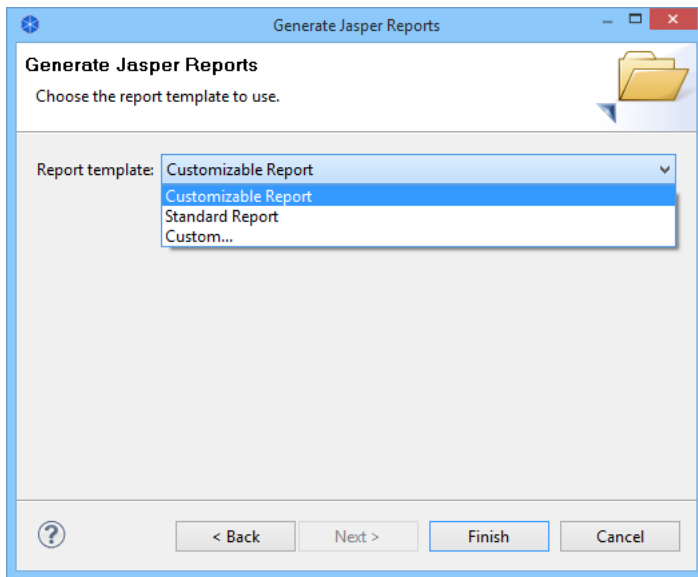 Generate Jasper Reports
Generate Jasper Reports
Choose the report template to use.
Report template: Customizable Report
Customizable Report
Standard Report
Custom...
< Back Next > Finish Cancel